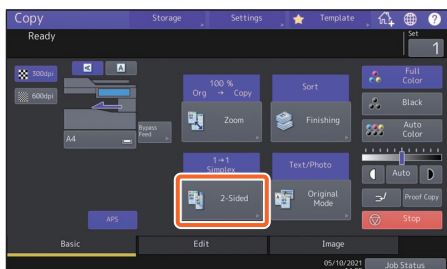 Copy
Storage
Settings
Template
Ready
Set
1
300dpi
600dpi
A
A
A4
Bypass
Feed
APS
100 %
Org → Copy
Zoom
Sort
Finishing
1→1
Simplex
2-Sided
Text/Photo
Original
Mode
Full
Color
Black
Auto
Color
Auto
Proof Copy
Stop
Basic
Edit
Image
05/10/2021
Job Status